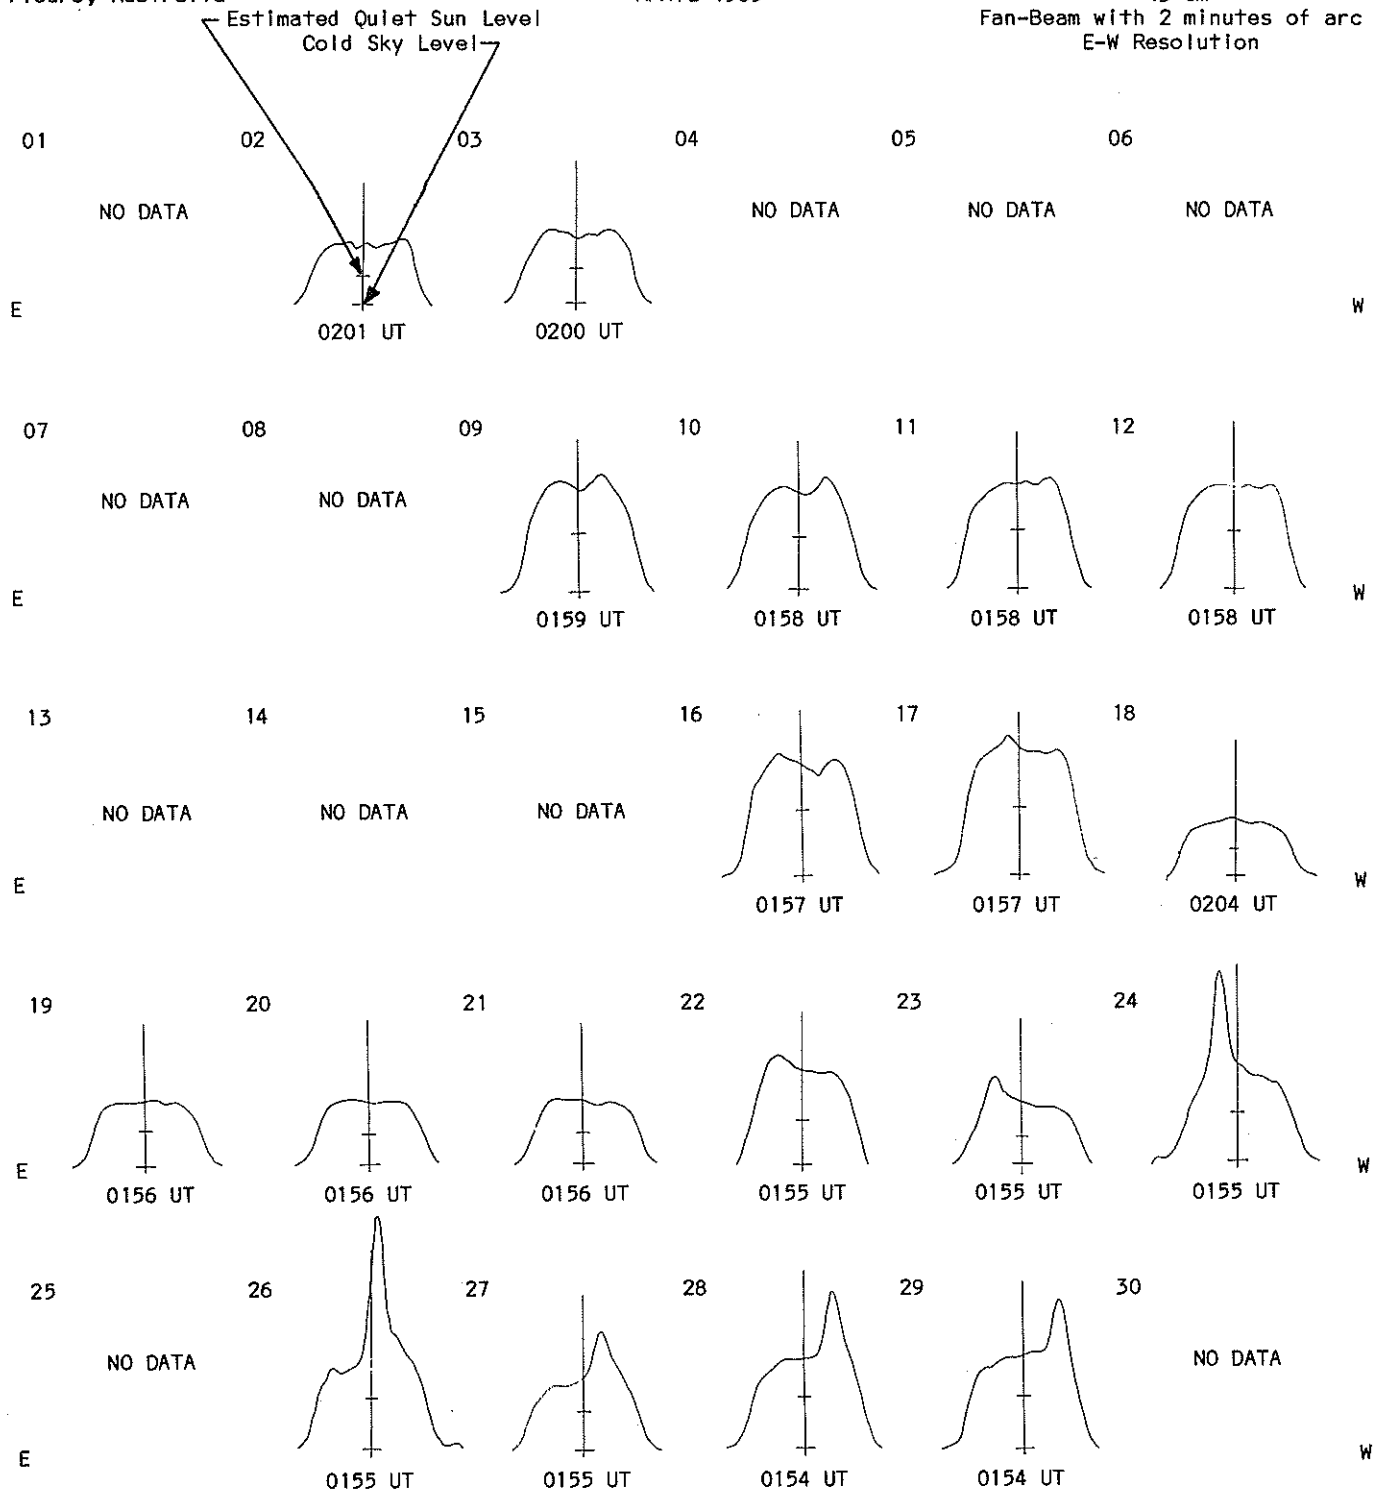 Estimated Quiet Sun Level
Cold Sky Level
Fan-Beam with 2 minutes of arc
E-W Resolution
01 02 03 04 05 06
NO DATA NO DATA NO DATA NO DATA
E W
0201 UT 0200 UT
07 08 09 10 11 12
NO DATA NO DATA
E W
0159 UT 0158 UT 0158 UT 0158 UT
13 14 15 16 17 18
NO DATA NO DATA NO DATA
E W
0157 UT 0157 UT 0204 UT
19 20 21 22 23 24
E W
0156 UT 0156 UT 0156 UT 0155 UT 0155 UT 0155 UT
25 26 27 28 29 30
NO DATA NO DATA
E W
0155 UT 0155 UT 0154 UT 0154 UT